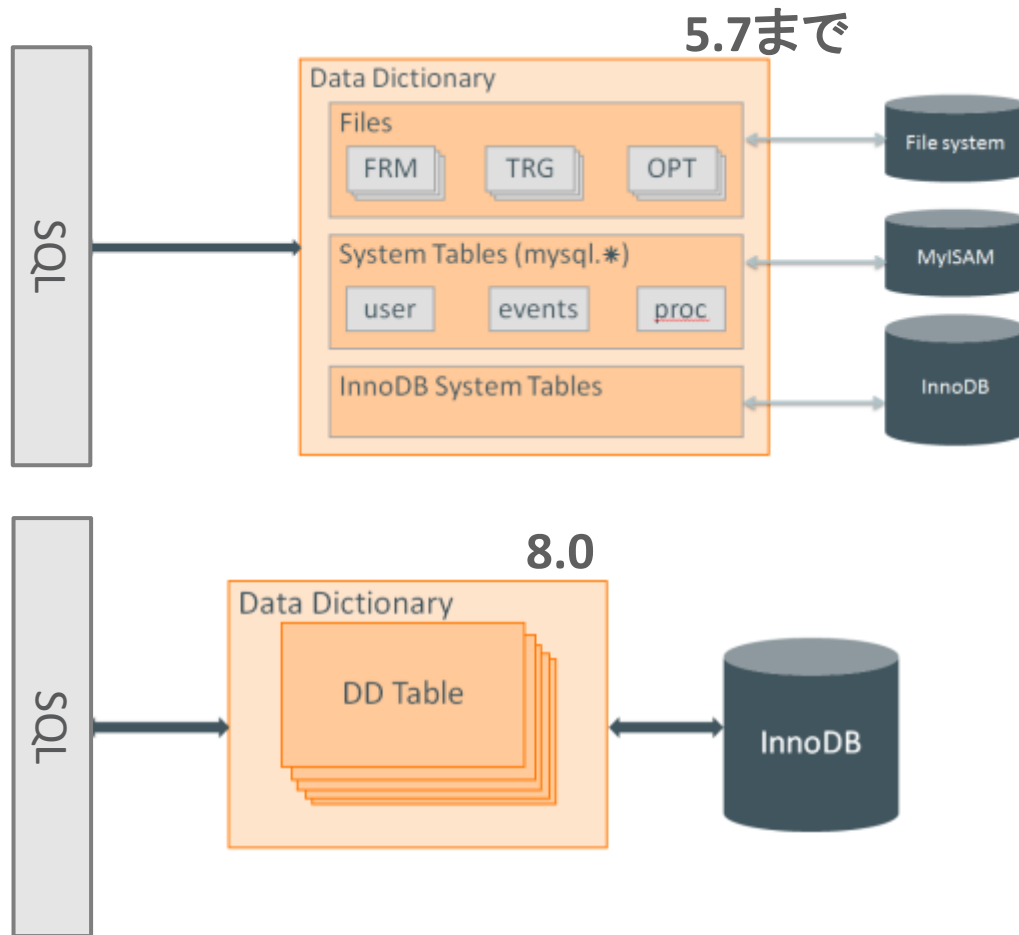 5.7まで
SQL
Data Dictionary
Files
FRM
TRG
OPT
File system
System Tables (mysql.*)
user
events
proc
MyISAM
InnoDB System Tables
InnoDB
8.0
SQL
Data Dictionary
DD Table
InnoDB